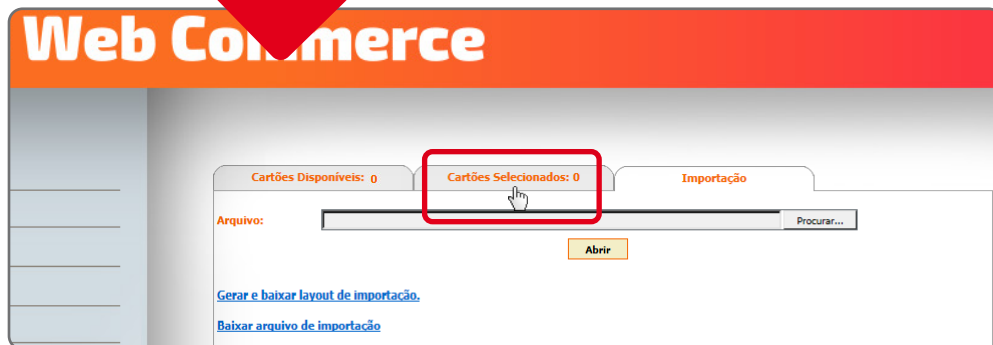 Web Commerce
Cartões Disponíveis: 0 Cartões Selecionados: 0 Importação
Arquivo: Procurar...
Abrir
Gerar e baixar layout de importação.
Baixar arquivo de importação